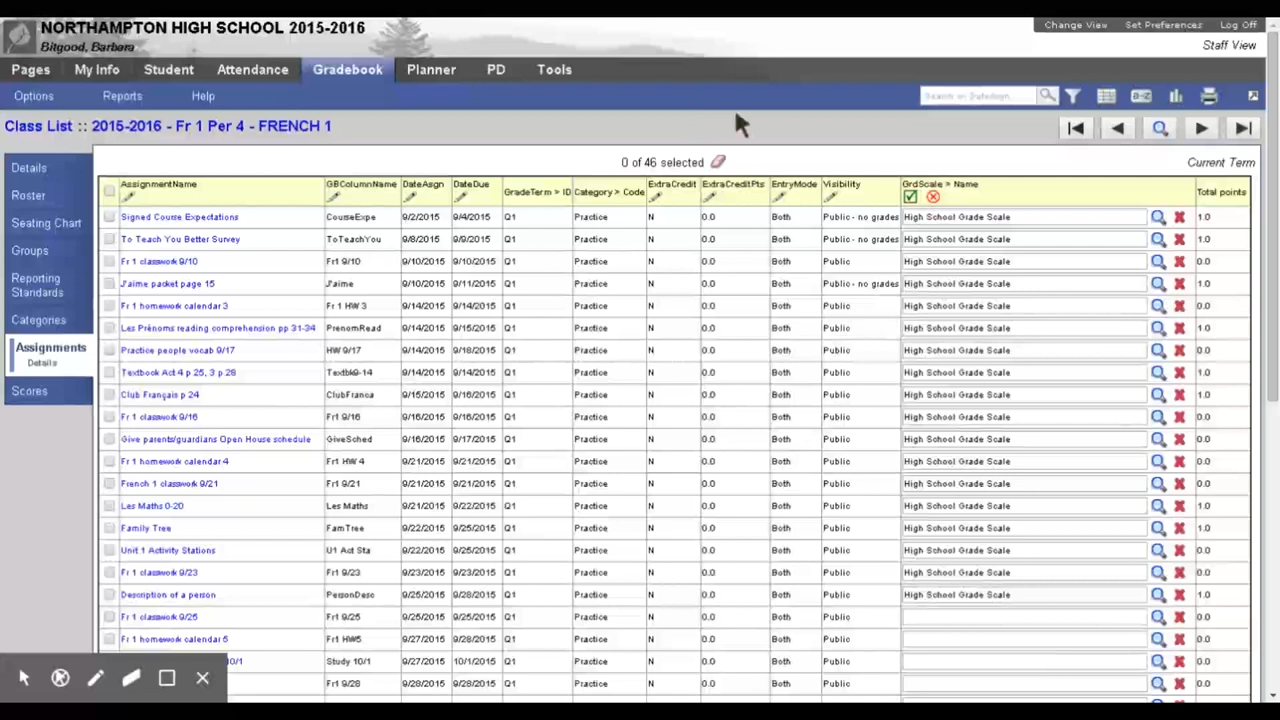 NORTHAMPTON HIGH SCHOOL 2015-2016
Change View Set Preferences Log Off
Bitgood, Barbara
Staff View
Pages My Info Student Attendance Gradebook Planner PD Tools
Options Reports Help
a-z
Class List :: 2015-2016 - Fr 1 Per 4 - FRENCH 1
0 of 46 selected
Current Term
Details
Roster
Seating Chart
Groups
Reporting
Standards
Categories
Assignments
Details
Scores
AssignmentName GBColumnName DateAsgn DateDue GradeTerm > ID Category > Code ExtraCredit ExtraCreditPts EntryMode Visibility GrdScale > Name Total points
Signed Course Expectations CourseExpe 9/2/2015 9/4/2015 Q1 Practice N 0.0 Both Public - no grades High School Grade Scale 1.0
To Teach You Better Survey ToTeachYou 9/8/2015 9/9/2015 Q1 Practice N 0.0 Both Public - no grades High School Grade Scale 1.0
Fr 1 classwork 9/10 Fr1 9/10 9/10/2015 9/10/2015 Q1 Practice N 0.0 Both Public High School Grade Scale 0.0
J'aime packet page 15 J'aime 9/10/2015 9/11/2015 Q1 Practice N 0.0 Both Public - no grades High School Grade Scale 1.0
Fr 1 homework calendar 3 Fr 1 HW 3 9/14/2015 9/14/2015 Q1 Practice N 0.0 Both Public High School Grade Scale 0.0
Les Prénoms reading comprehension pp 31-34 PrenomRead 9/14/2015 9/15/2015 Q1 Practice N 0.0 Both Public High School Grade Scale 1.0
Practice people vocab 9/17 HW 9/17 9/14/2015 9/18/2015 Q1 Practice N 0.0 Both Public High School Grade Scale 0.0
Textbook Act 4 p 25, 3 p 28 Textbk9-14 9/14/2015 9/14/2015 Q1 Practice N 0.0 Both Public High School Grade Scale 0.0
Club Français p 24 ClubFranca 9/15/2015 9/16/2015 Q1 Practice N 0.0 Both Public High School Grade Scale 1.0
Fr 1 classwork 9/16 Fr1 9/16 9/16/2015 9/16/2015 Q1 Practice N 0.0 Both Public High School Grade Scale 0.0
Give parents/guardians Open House schedule GiveSched 9/16/2015 9/17/2015 Q1 Practice N 0.0 Both Public High School Grade Scale 0.0
Fr 1 homework calendar 4 Fr1 HW 4 9/21/2015 9/21/2015 Q1 Practice N 0.0 Both Public High School Grade Scale 0.0
French 1 classwork 9/21 Fr1 9/21 9/21/2015 9/21/2015 Q1 Practice N 0.0 Both Public High School Grade Scale 0.0
Les Maths 0-20 Les Maths 9/21/2015 9/22/2015 Q1 Practice N 0.0 Both Public High School Grade Scale 1.0
Family Tree FamTree 9/22/2015 9/25/2015 Q1 Practice N 0.0 Both Public High School Grade Scale 1.0
Unit 1 Activity Stations U1 Act Sta 9/22/2015 9/25/2015 Q1 Practice N 0.0 Both Public High School Grade Scale 0.0
Fr 1 classwork 9/23 Fr1 9/23 9/23/2015 9/23/2015 Q1 Practice N 0.0 Both Public High School Grade Scale 0.0
Description of a person PersonDesc 9/25/2015 9/28/2015 Q1 Practice N 0.0 Both Public High School Grade Scale 1.0
Fr 1 classwork 9/25 Fr1 9/25 9/25/2015 9/25/2015 Q1 Practice N 0.0 Both Public 0.0
Fr 1 homework calendar 5 Fr1 HW5 9/27/2015 9/28/2015 Q1 Practice N 0.0 Both Public 0.0
10/1 Study 10/1 9/27/2015 10/1/2015 Q1 Practice N 0.0 Both Public 0.0
Fr1 9/28 9/28/2015 9/28/2015 Q1 Practice N 0.0 Both Public 0.0